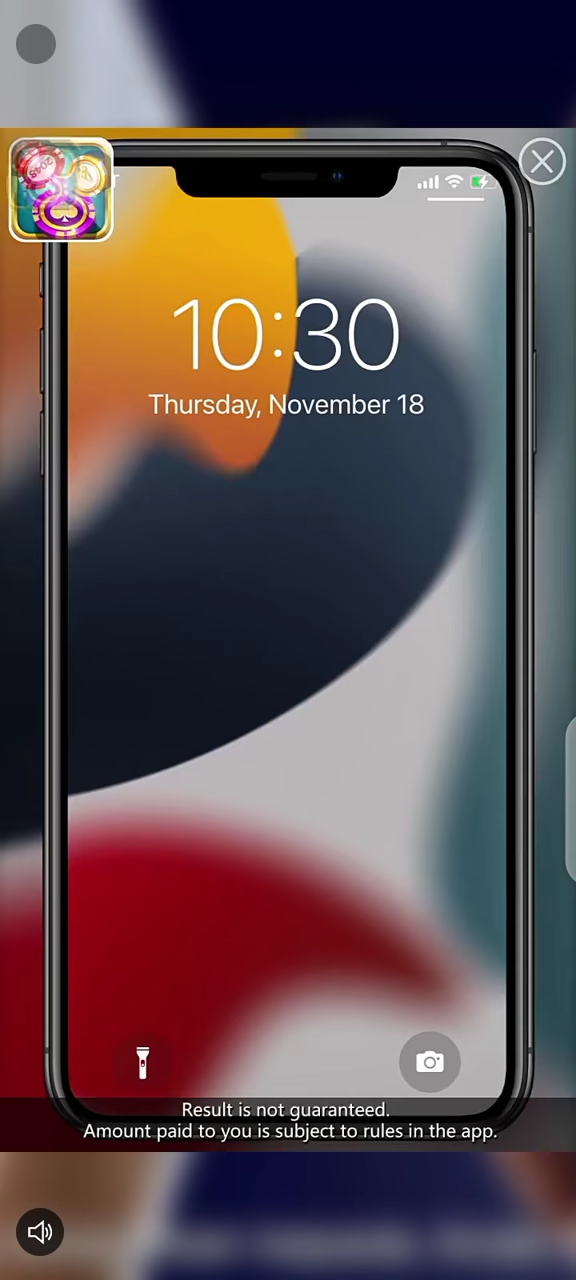 10:30
Thursday, November 18
Result is not guaranteed.
Amount paid to you is subject to rules in the app.